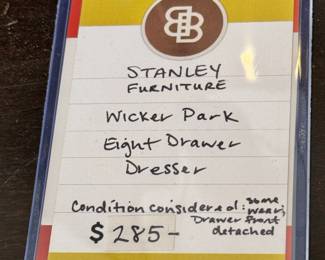 STANLEY
FURNITURE
Wicker Park
Eight Drawer
Dresser
Condition considered: some wear, Drawer front detached
$285-